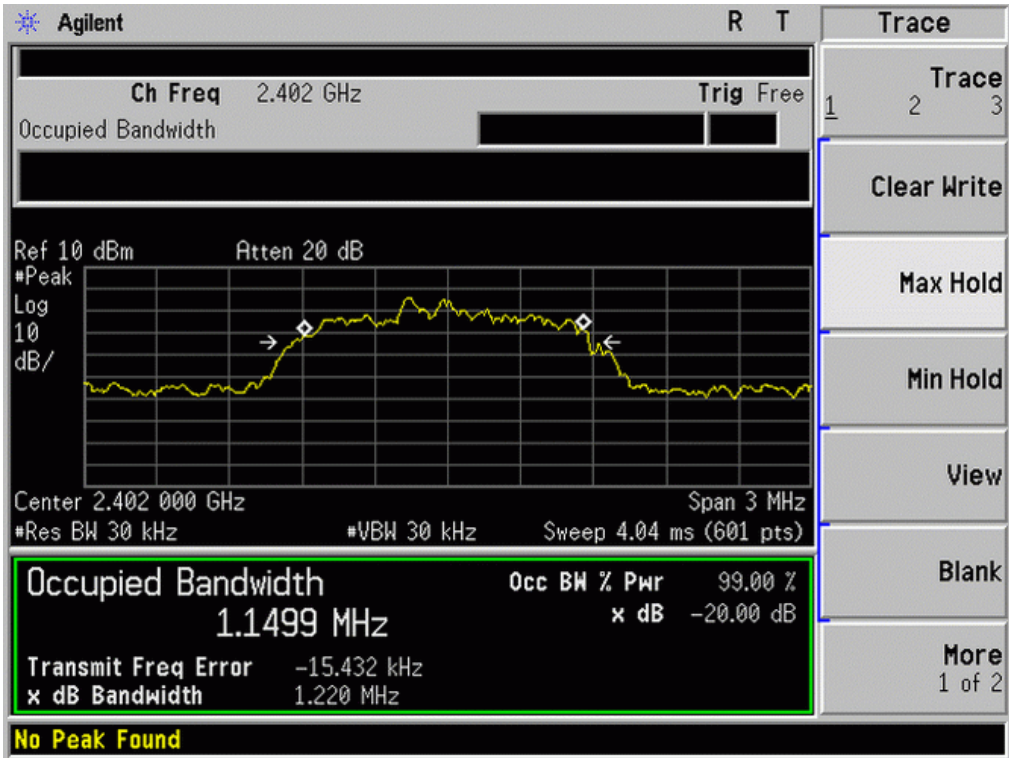 Agilent R T
Trace
Ch Freq 2.402 GHz Trig Free
Occupied Bandwidth
Trace
1 2 3
Clear Write
Max Hold
Min Hold
View
Blank
More
1 of 2
Ref 10 dBm Atten 20 dB
#Peak
Log
10
dB/
Center 2.402 000 GHz Span 3 MHz
#Res BW 30 kHz #VBW 30 kHz Sweep 4.04 ms (601 pts)
Occupied Bandwidth
1.1499 MHz
Occ BW % Pwr 99.00 %
x dB -20.00 dB
Transmit Freq Error -15.432 kHz
x dB Bandwidth 1.220 MHz
No Peak Found